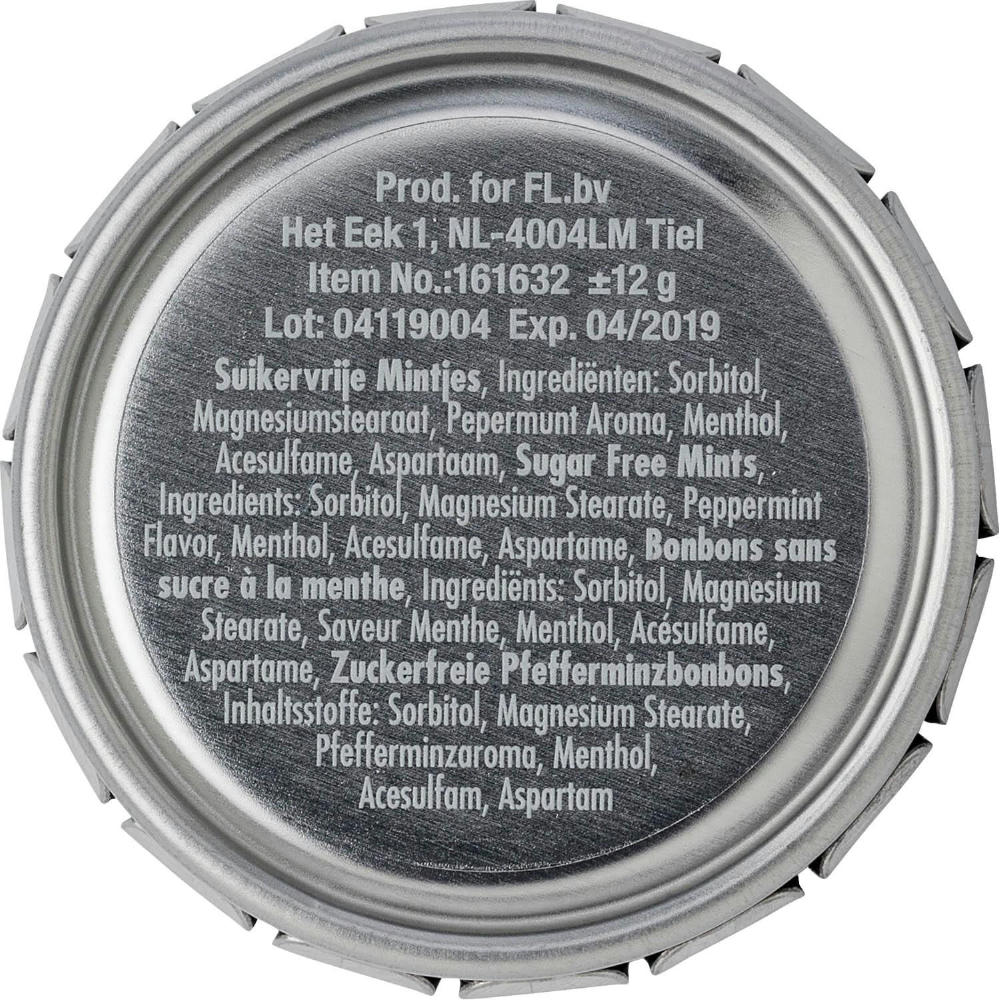 Prod. for FL.bv
Het Eek 1, NL-4004LM Tiel
Item No.:161632 ±12 g
Lot: 04119004 Exp. 04/2019
Suikervrije Mintjes, Ingrediënten: Sorbitol,
Magnesiumstearaat, Pepermunt Aroma, Menthol,
Acesulfame, Aspartaam, Sugar Free Mints,
Ingredients: Sorbitol, Magnesium Stearate, Peppermint
Flavor, Menthol, Acesulfame, Aspartame, Bonbons sans
sucre à la menthe, Ingrediënts: Sorbitol, Magnesium
Stearate, Saveur Menthe, Menthol, Acésulfame,
Aspartame, Zuckerfreie Pfefferminzbonbons,
Inhaltsstoffe: Sorbitol, Magnesium Stearate,
Pfefferminzaroma, Menthol,
Acesulfam, Aspartam